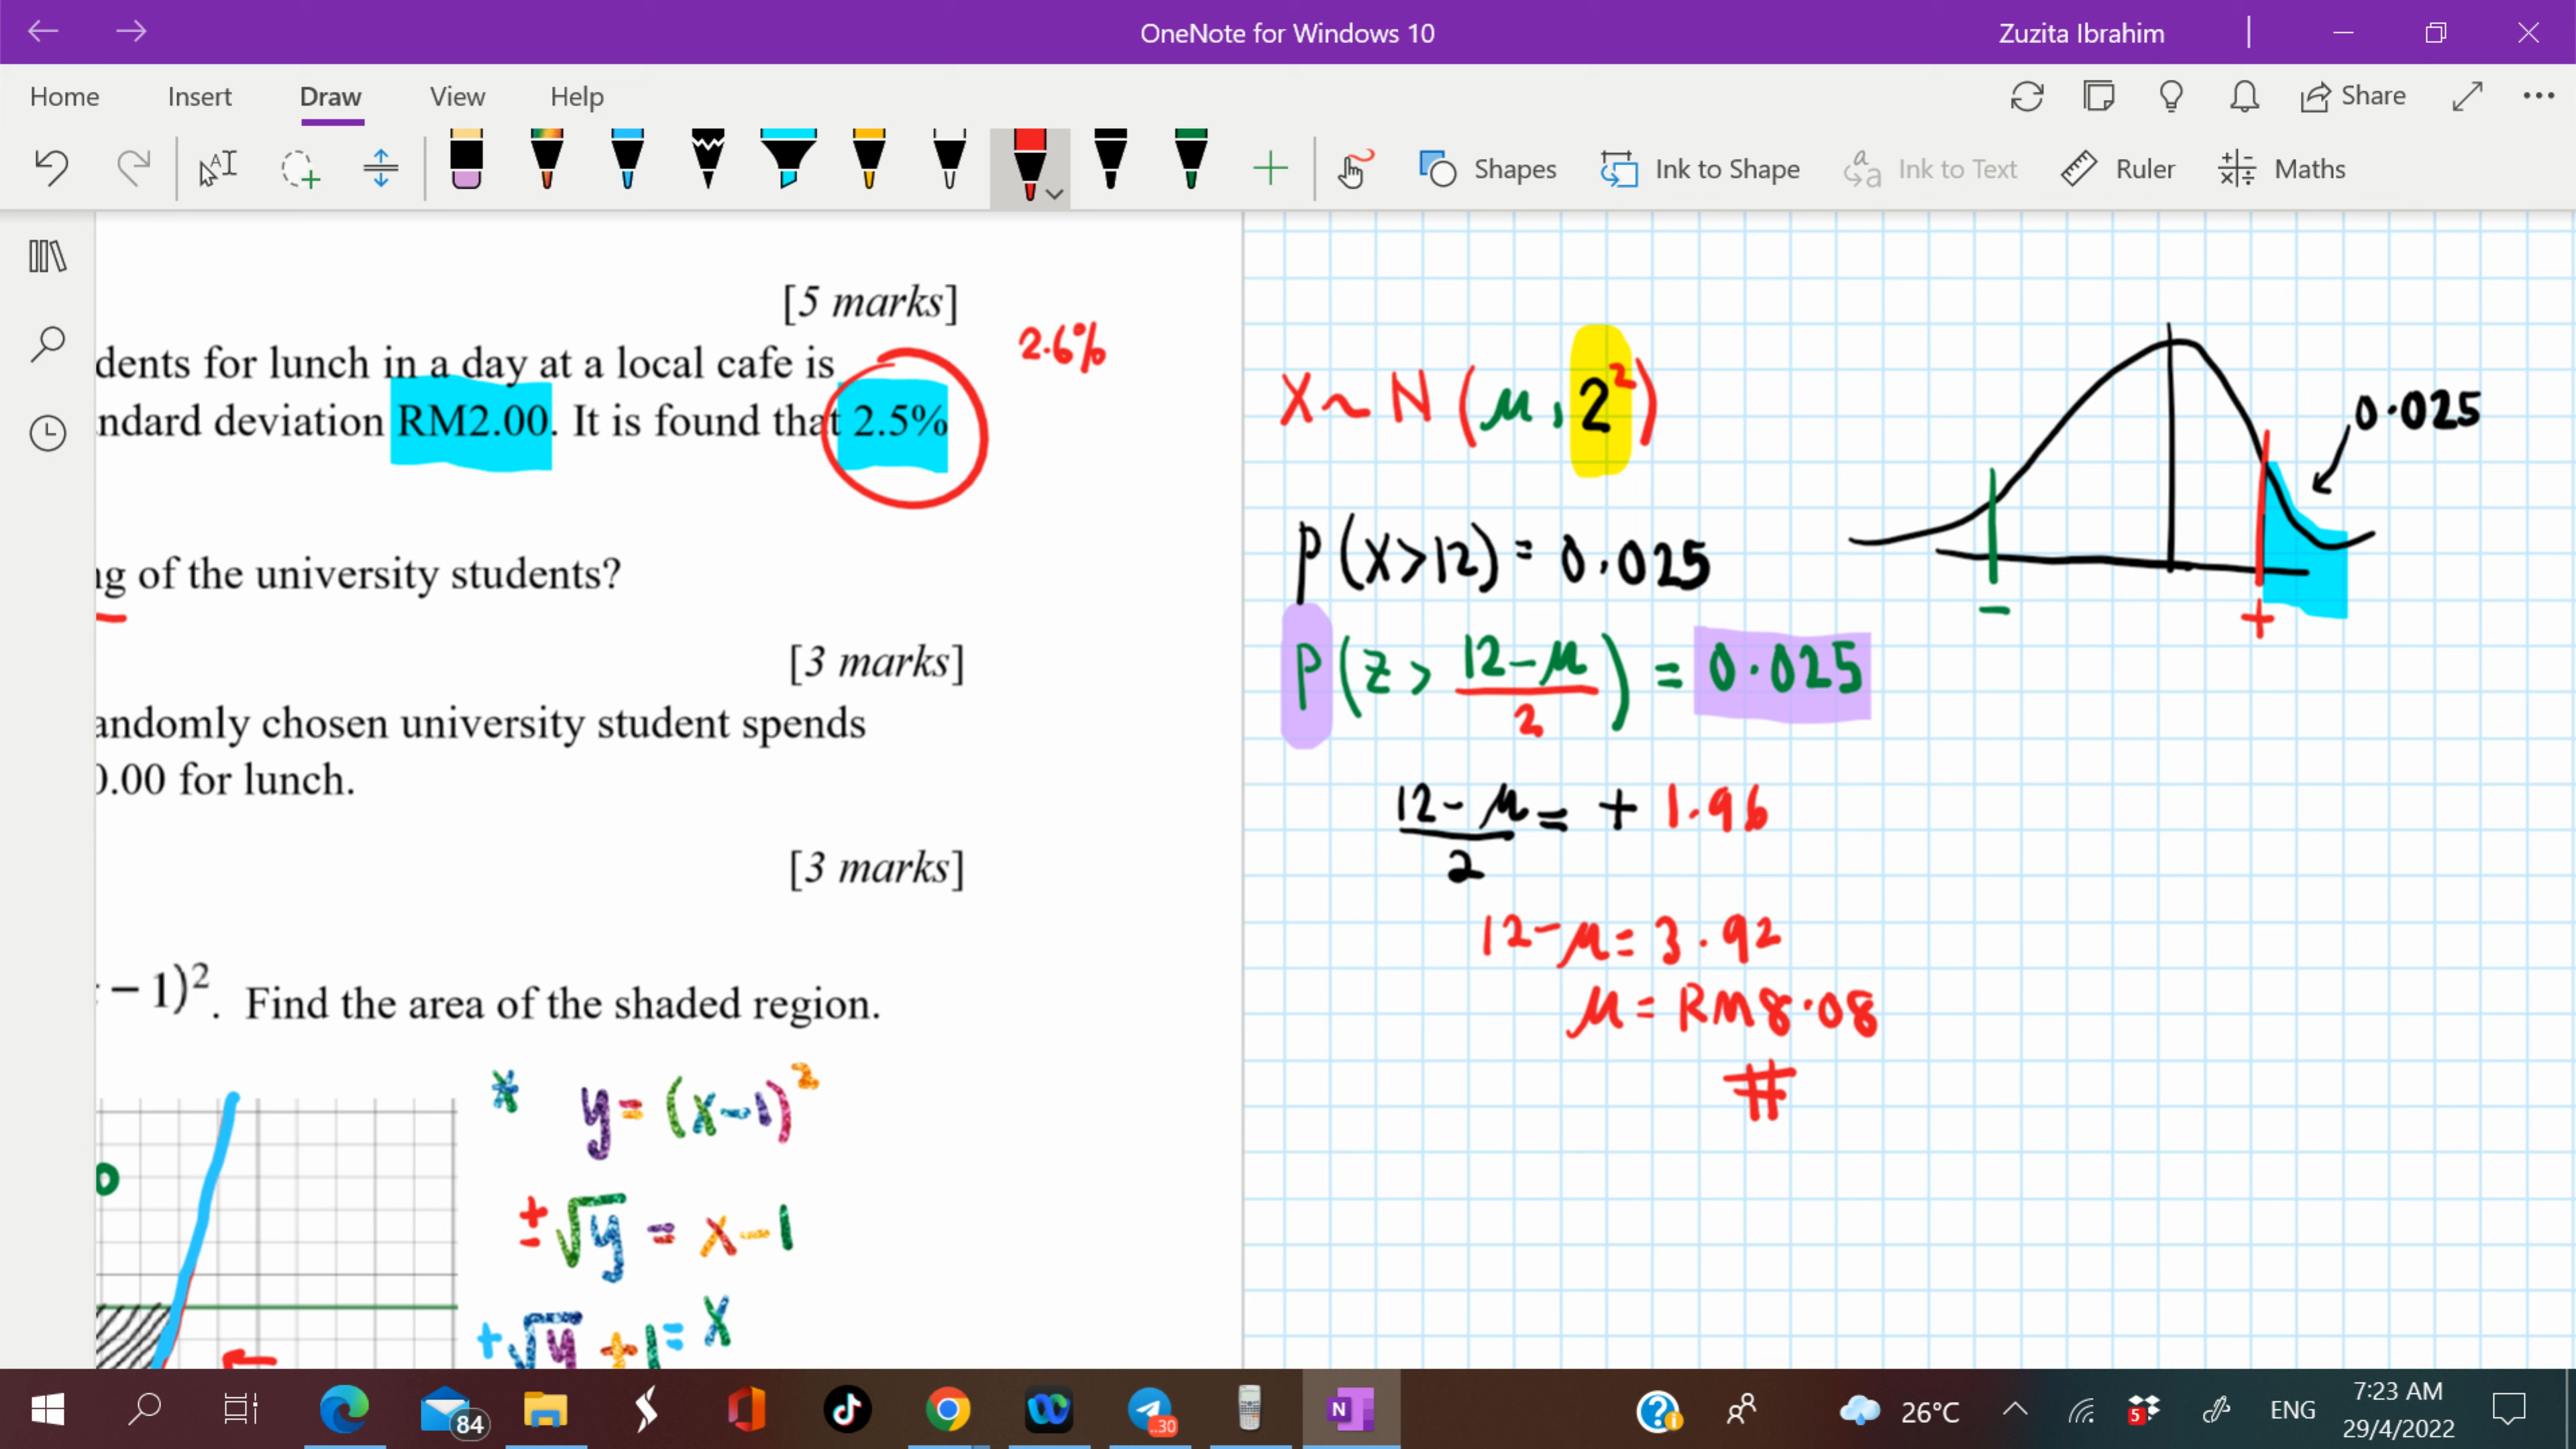 OneNote for Windows 10
Zuzita Ibrahim
Home Insert Draw View Help
Share
Shapes Ink to Shape Ink to Text Ruler Maths
[5 marks]
2.6%
dents for lunch in a day at a local cafe is
ndard deviation RM2.00. It is found that 2.5%
ng of the university students?
[3 marks]
andomly chosen university student spends
0.00 for lunch.
[3 marks]
− 1)². Find the area of the shaded region.
* y = (x−1)²
±√y = x−1
+√y +1 = x
X ~ N (μ, 2²)
P(X>12) = 0.025
P(Z > (12−μ)/2) = 0.025
(12−μ)/2 = + 1.96
12−μ = 3.92
μ = RM8.08
#
0.025
− +
84
30
26°C
5
ENG
7:23 AM
29/4/2022